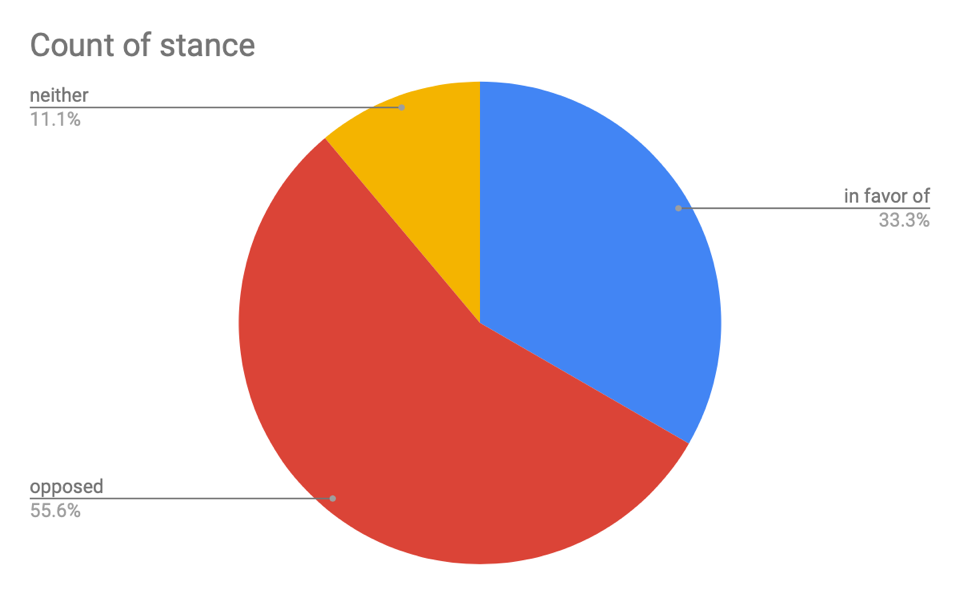 Count of stance
neither
11.1%
in favor of
33.3%
opposed
55.6%